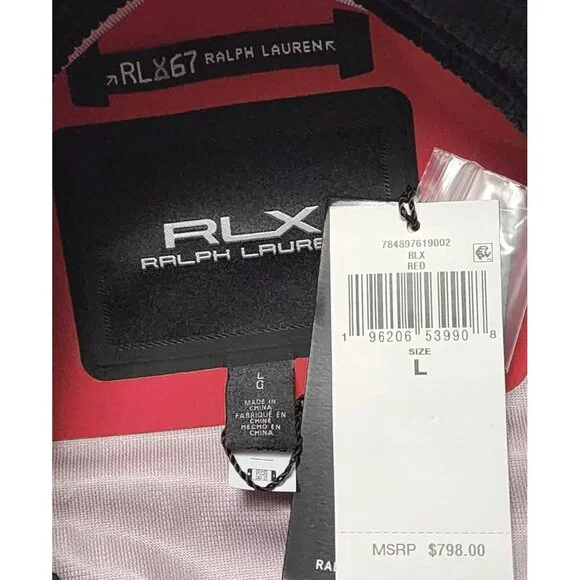 RLX67 RALPH LAUREN
RLX
RALPH LAUREN
784897619002
RLX
RED
1 96206 53990 8
SIZE
L
L
G
MADE IN
CHINA
FABRIQUÉ EN
CHINE
HECHO EN
CHINA
MSRP $798.00
RAL